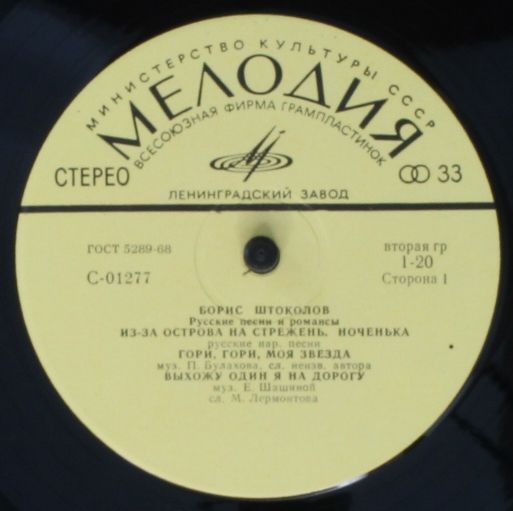 МИНИСТЕРСТВО КУЛЬТУРЫ СССР
МЕЛОДИЯ
ВСЕСОЮЗНАЯ ФИРМА ГРАМПЛАСТИНОК
СТЕРЕО
33
ЛЕНИНГРАДСКИЙ ЗАВОД
ГОСТ 5289-68
вторая гр
1-20
С-01277
Сторона 1
БОРИС ШТОКОЛОВ
Русские песни и романсы
ИЗ-ЗА ОСТРОВА НА СТРЕЖЕНЬ. НОЧЕНЬКА
русские нар. песни
ГОРИ, ГОРИ, МОЯ ЗВЕЗДА
муз. П. Булахова, сл. неизв. автора
ВЫХОЖУ ОДИН Я НА ДОРОГУ
муз. Е. Шашиной
сл. М. Лермонтова